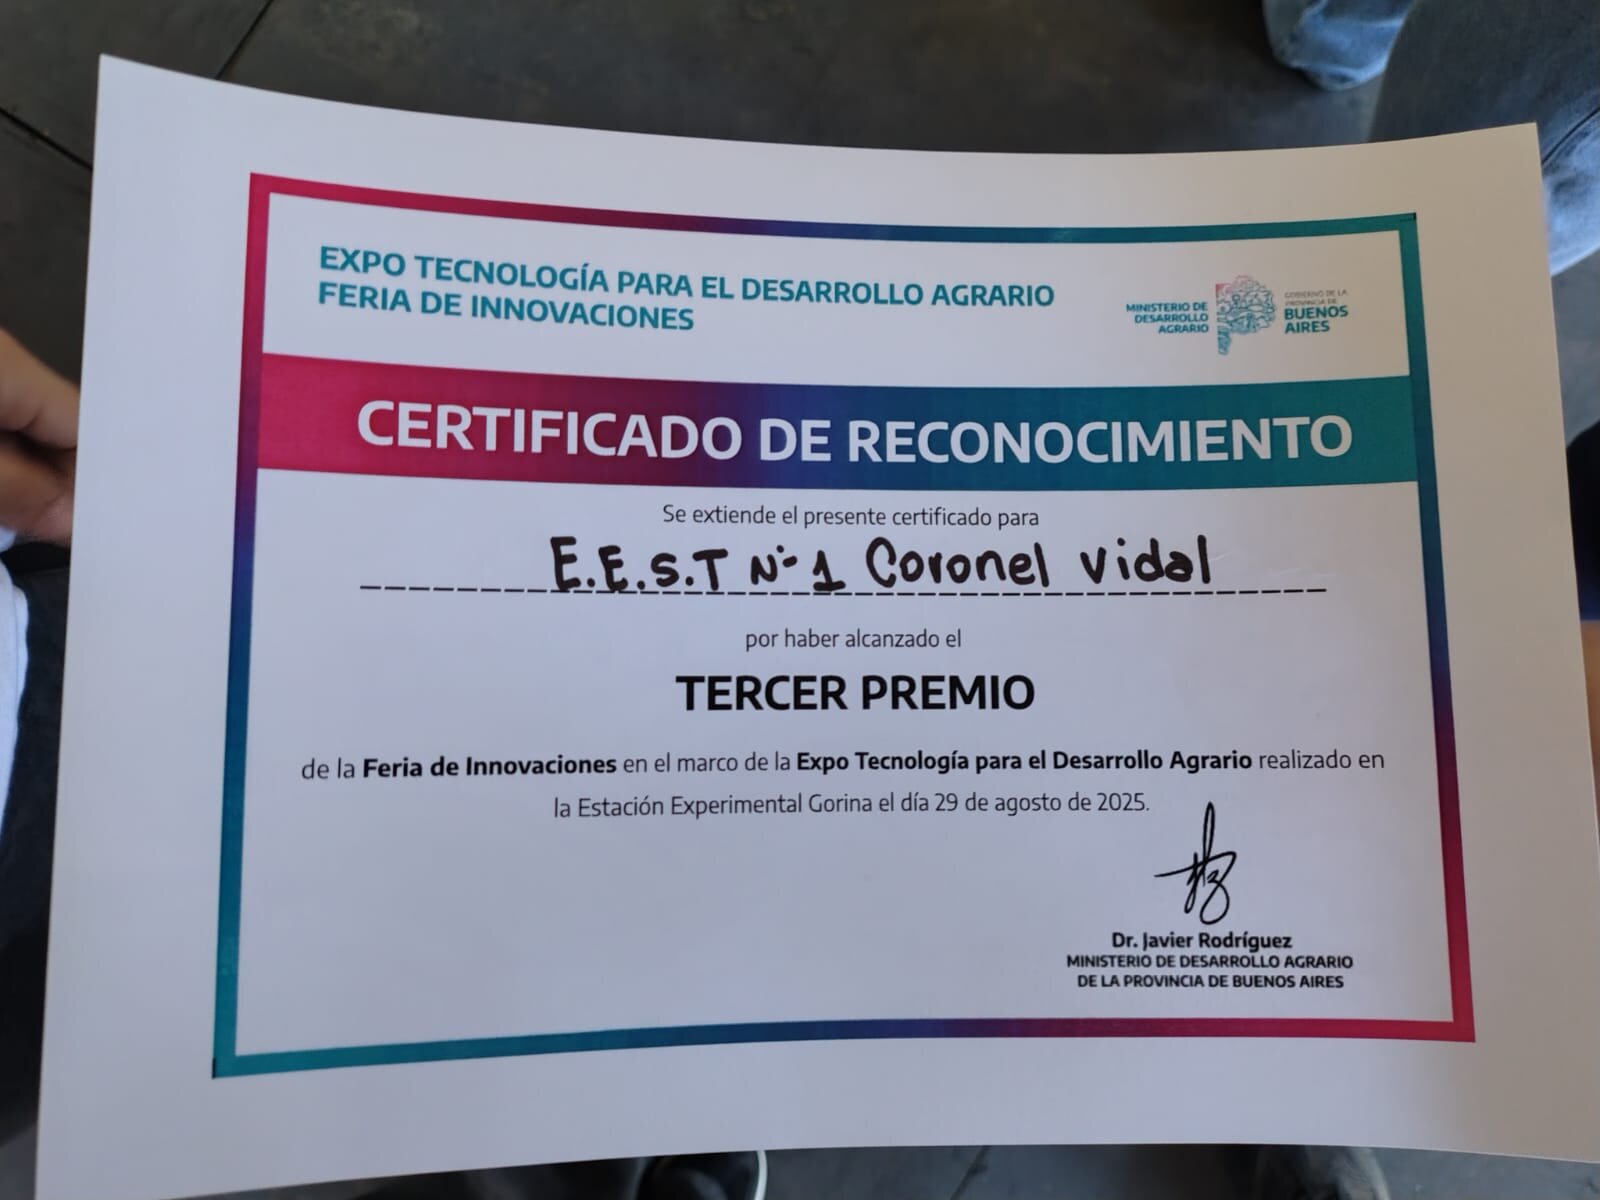 EXPO TECNOLOGÍA PARA EL DESARROLLO AGRARIO
FERIA DE INNOVACIONES
MINISTERIO DE
DESARROLLO
AGRARIO
GOBIERNO DE LA
PROVINCIA DE
BUENOS
AIRES
CERTIFICADO DE RECONOCIMIENTO
Se extiende el presente certificado para
E.E.S.T N° 1 Coronel Vidal
por haber alcanzado el
TERCER PREMIO
de la Feria de Innovaciones en el marco de la Expo Tecnología para el Desarrollo Agrario realizado en
la Estación Experimental Gorina el día 29 de agosto de 2025.
Dr. Javier Rodríguez
MINISTERIO DE DESARROLLO AGRARIO
DE LA PROVINCIA DE BUENOS AIRES